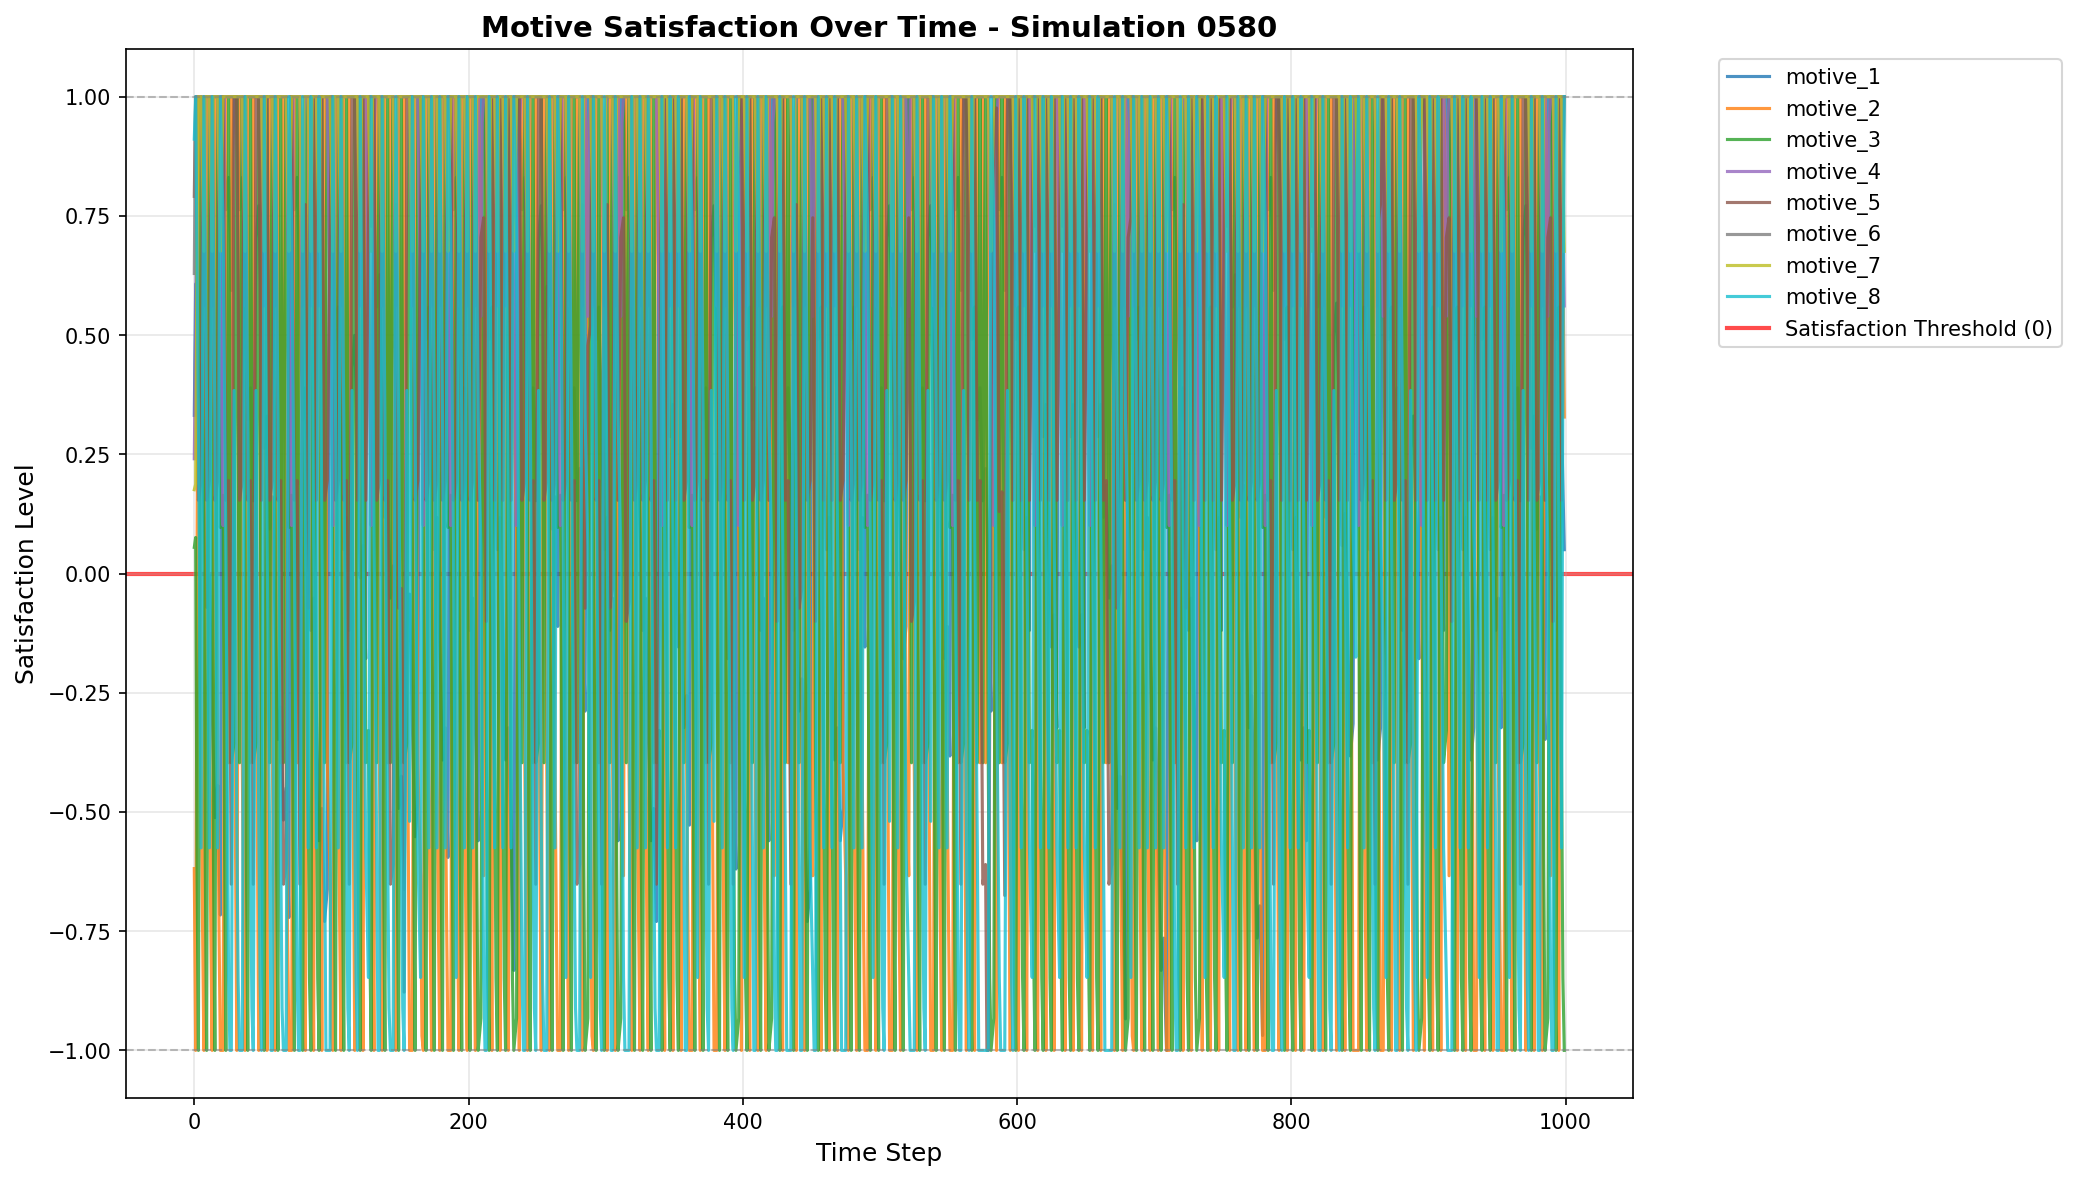 Motive Satisfaction Over Time - Simulation 0580
Satisfaction Level
1.00
0.75
0.50
0.25
0.00
−0.25
−0.50
−0.75
−1.00
0
200
400
600
800
1000
Time Step
motive_1
motive_2
motive_3
motive_4
motive_5
motive_6
motive_7
motive_8
Satisfaction Threshold (0)